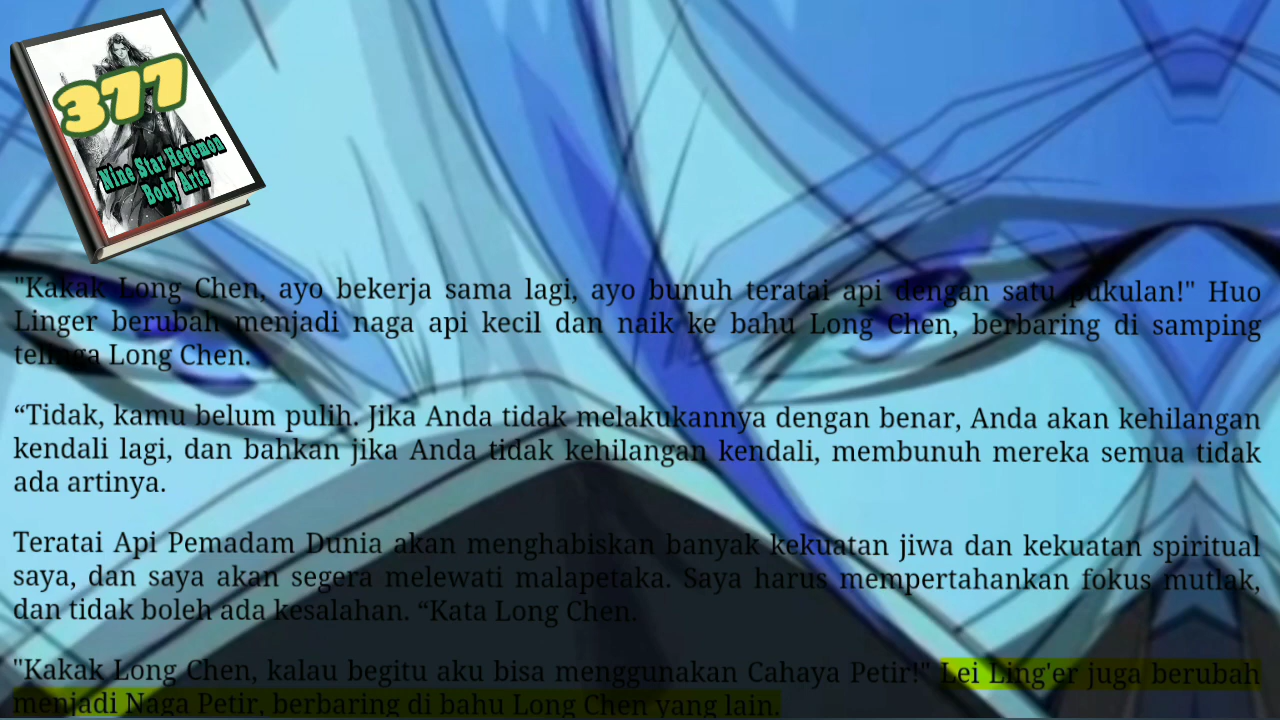 377
Nine Star Hegemon
Body Arts
"Kakak Long Chen, ayo bekerja sama lagi, ayo bunuh teratai api dengan satu pukulan!" Huo
Linger berubah menjadi naga api kecil dan naik ke bahu Long Chen, berbaring di samping
telinga Long Chen.
“Tidak, kamu belum pulih. Jika Anda tidak melakukannya dengan benar, Anda akan kehilangan
kendali lagi, dan bahkan jika Anda tidak kehilangan kendali, membunuh mereka semua tidak
ada artinya.
Teratai Api Pemadam Dunia akan menghabiskan banyak kekuatan jiwa dan kekuatan spiritual
saya, dan saya akan segera melewati malapetaka. Saya harus mempertahankan fokus mutlak,
dan tidak boleh ada kesalahan. “Kata Long Chen.
"Kakak Long Chen, kalau begitu aku bisa menggunakan Cahaya Petir!" Lei Ling'er juga berubah
menjadi Naga Petir, berbaring di bahu Long Chen yang lain.